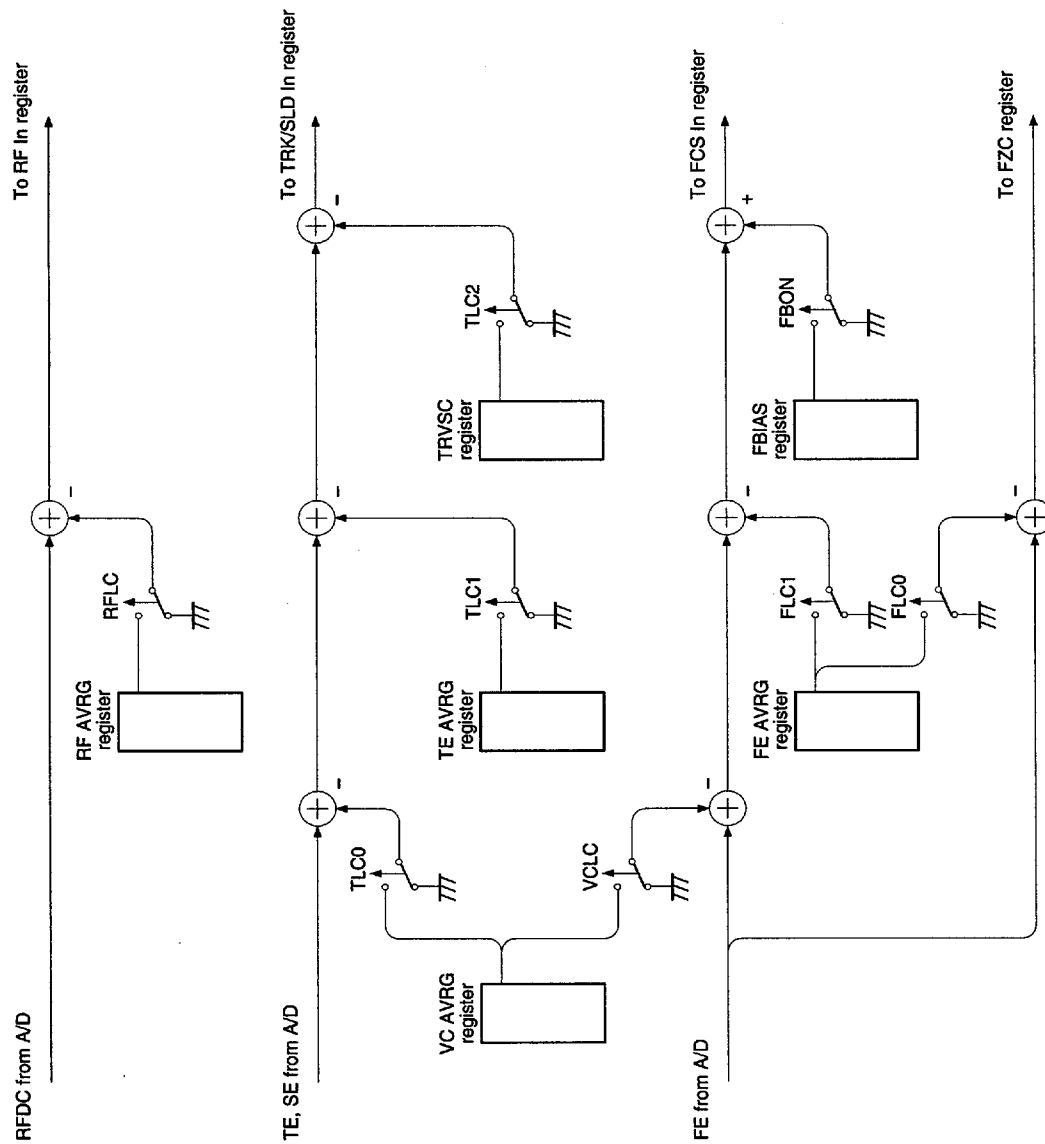 RFDC from A/D
RF AVRG
register
RFLC
−
To RF In register
TE, SE from A/D
VC AVRG
register
TLC0
−
TE AVRG
register
TLC1
−
TRVSC
register
TLC2
−
To TRK/SLD In register
VCLC
−
FE from A/D
FE AVRG
register
FLC1
−
FLC0
−
FBIAS
register
FBON
+
To FCS In register
To FZC register